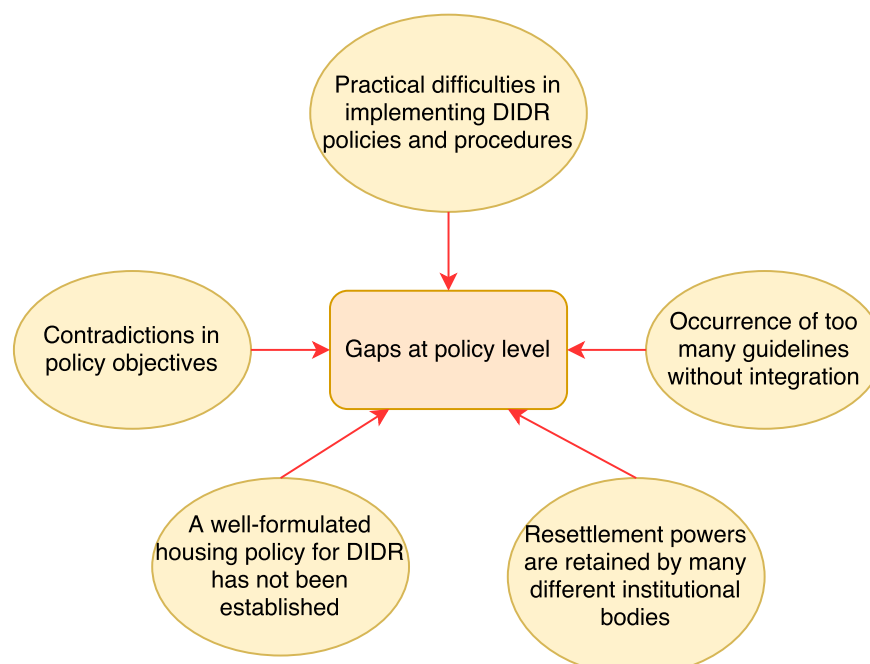 Practical difficulties in
implementing DIDR
policies and procedures
Contradictions in
policy objectives
Gaps at policy level
Occurrence of too
many guidelines
without integration
A well-formulated
housing policy for DIDR
has not been
established
Resettlement powers
are retained by many
different institutional
bodies